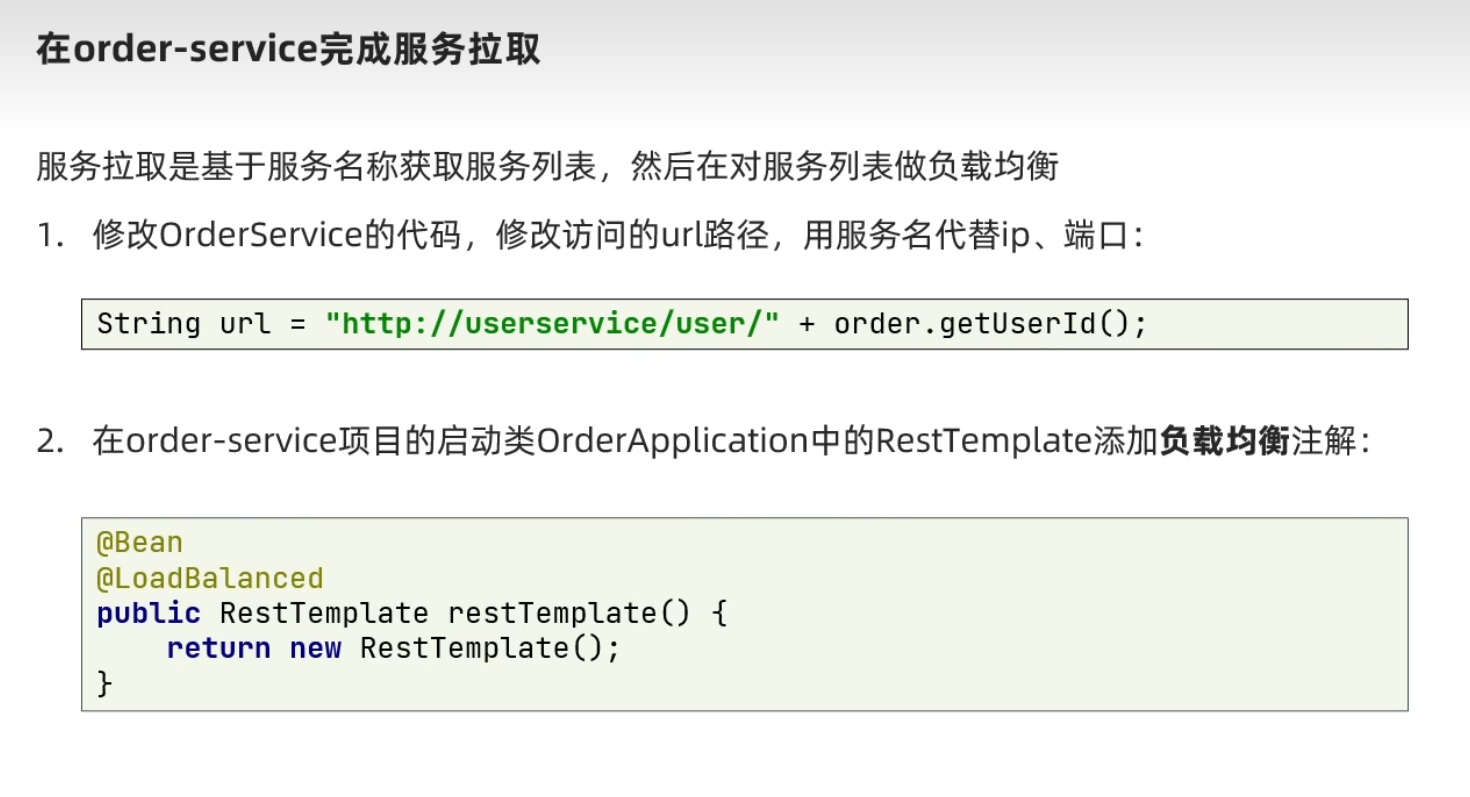 在order-service完成服务拉取
服务拉取是基于服务名称获取服务列表，然后在对服务列表做负载均衡
1. 修改OrderService的代码，修改访问的url路径，用服务名代替ip、端口：
String url = "http://userservice/user/" + order.getUserId();
2. 在order-service项目的启动类OrderApplication中的RestTemplate添加负载均衡注解：
@Bean
@LoadBalanced
public RestTemplate restTemplate() {
    return new RestTemplate();
}